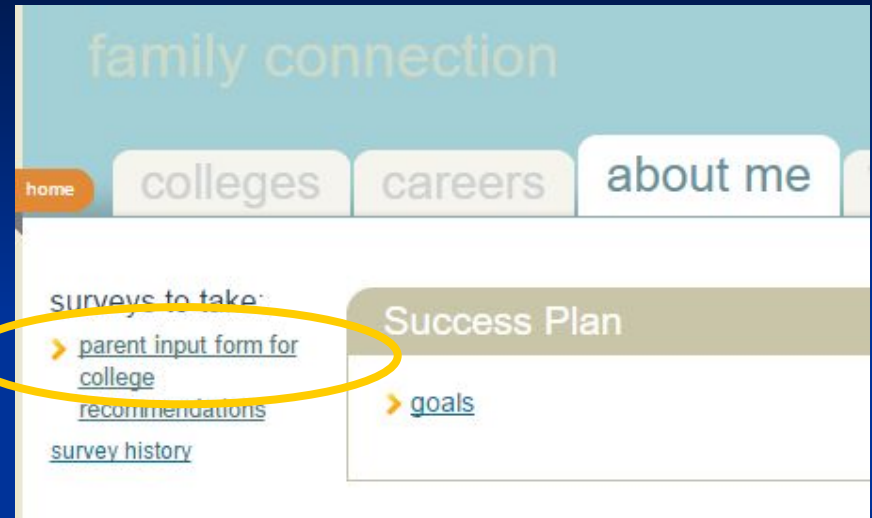 family connection
home
colleges
careers
about me
surveys to take:
parent input form for
college
recommendations
survey history
Success Plan
goals